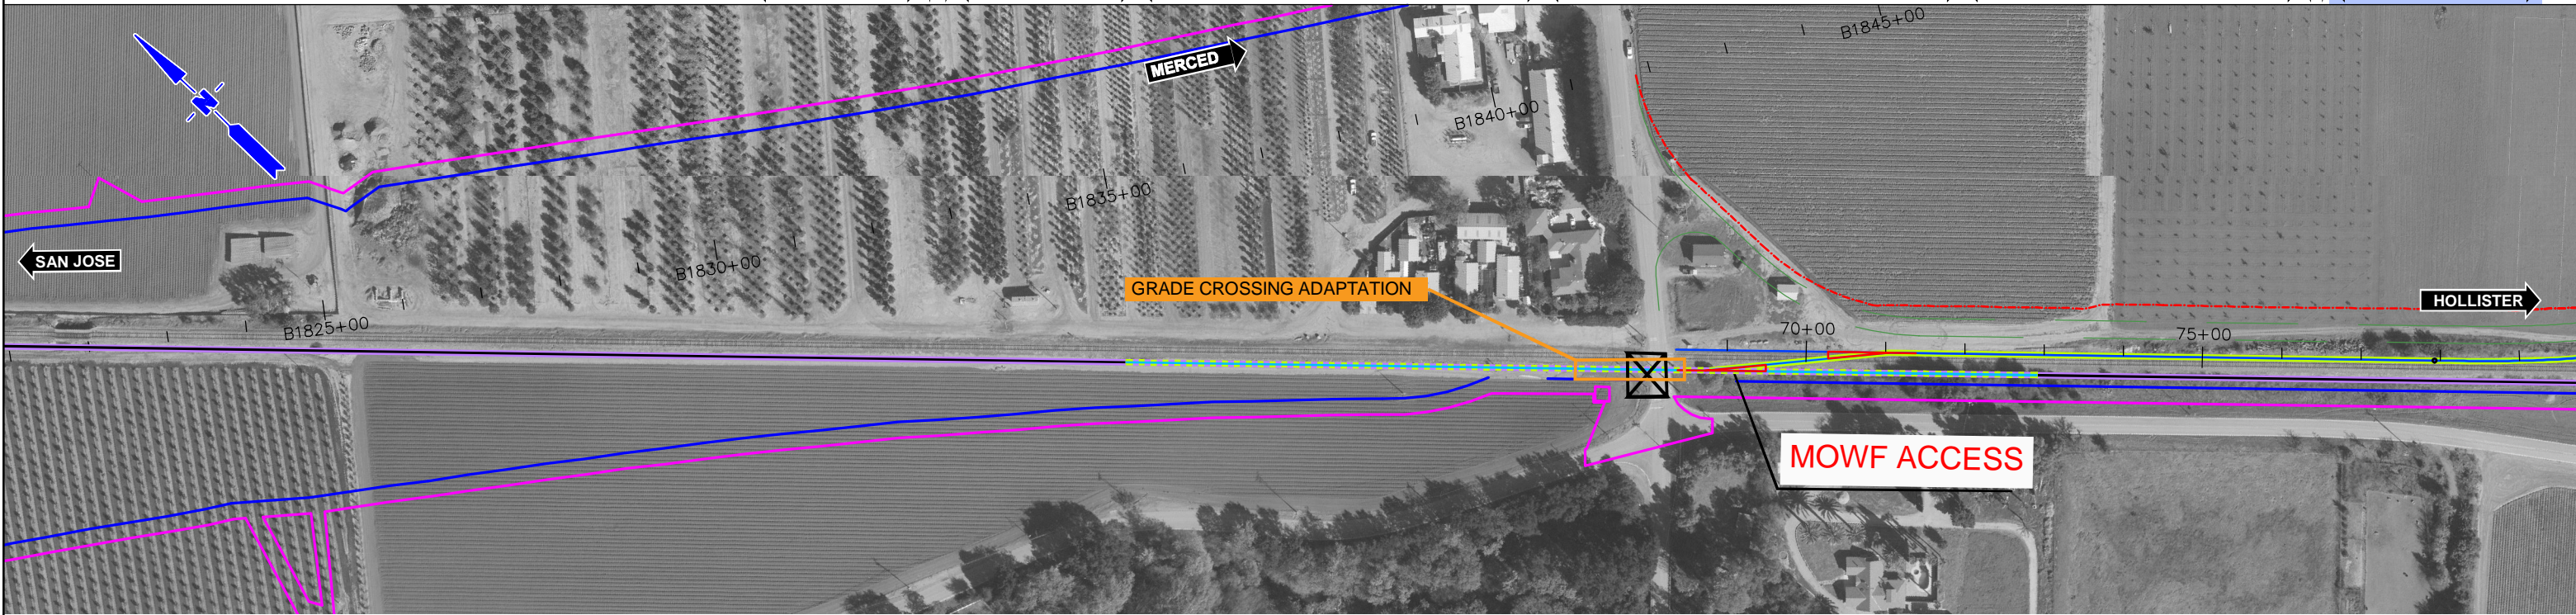 B1845+00
MERCED
N
B1840+00
B1835+00
SAN JOSE
B1830+00
GRADE CROSSING ADAPTATION
HOLLISTER
B1825+00
70+00
75+00
MOWF ACCESS